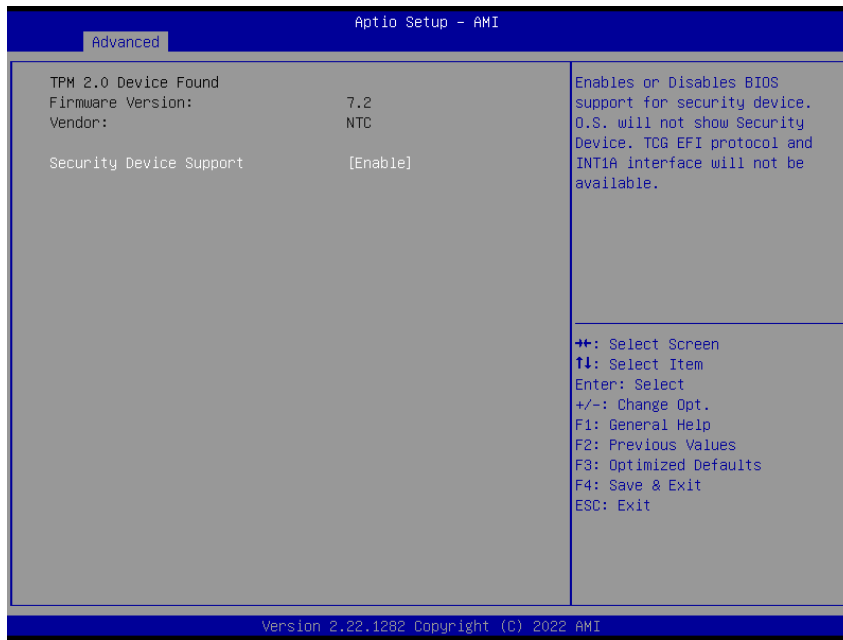 Aptio Setup - AMI
Advanced
TPM 2.0 Device Found
Firmware Version: 7.2
Vendor: NTC
Security Device Support [Enable]
Enables or Disables BIOS
support for security device.
O.S. will not show Security
Device. TCG EFI protocol and
INT1A interface will not be
available.
→←: Select Screen
↑↓: Select Item
Enter: Select
+/-: Change Opt.
F1: General Help
F2: Previous Values
F3: Optimized Defaults
F4: Save & Exit
ESC: Exit
Version 2.22.1282 Copyright (C) 2022 AMI